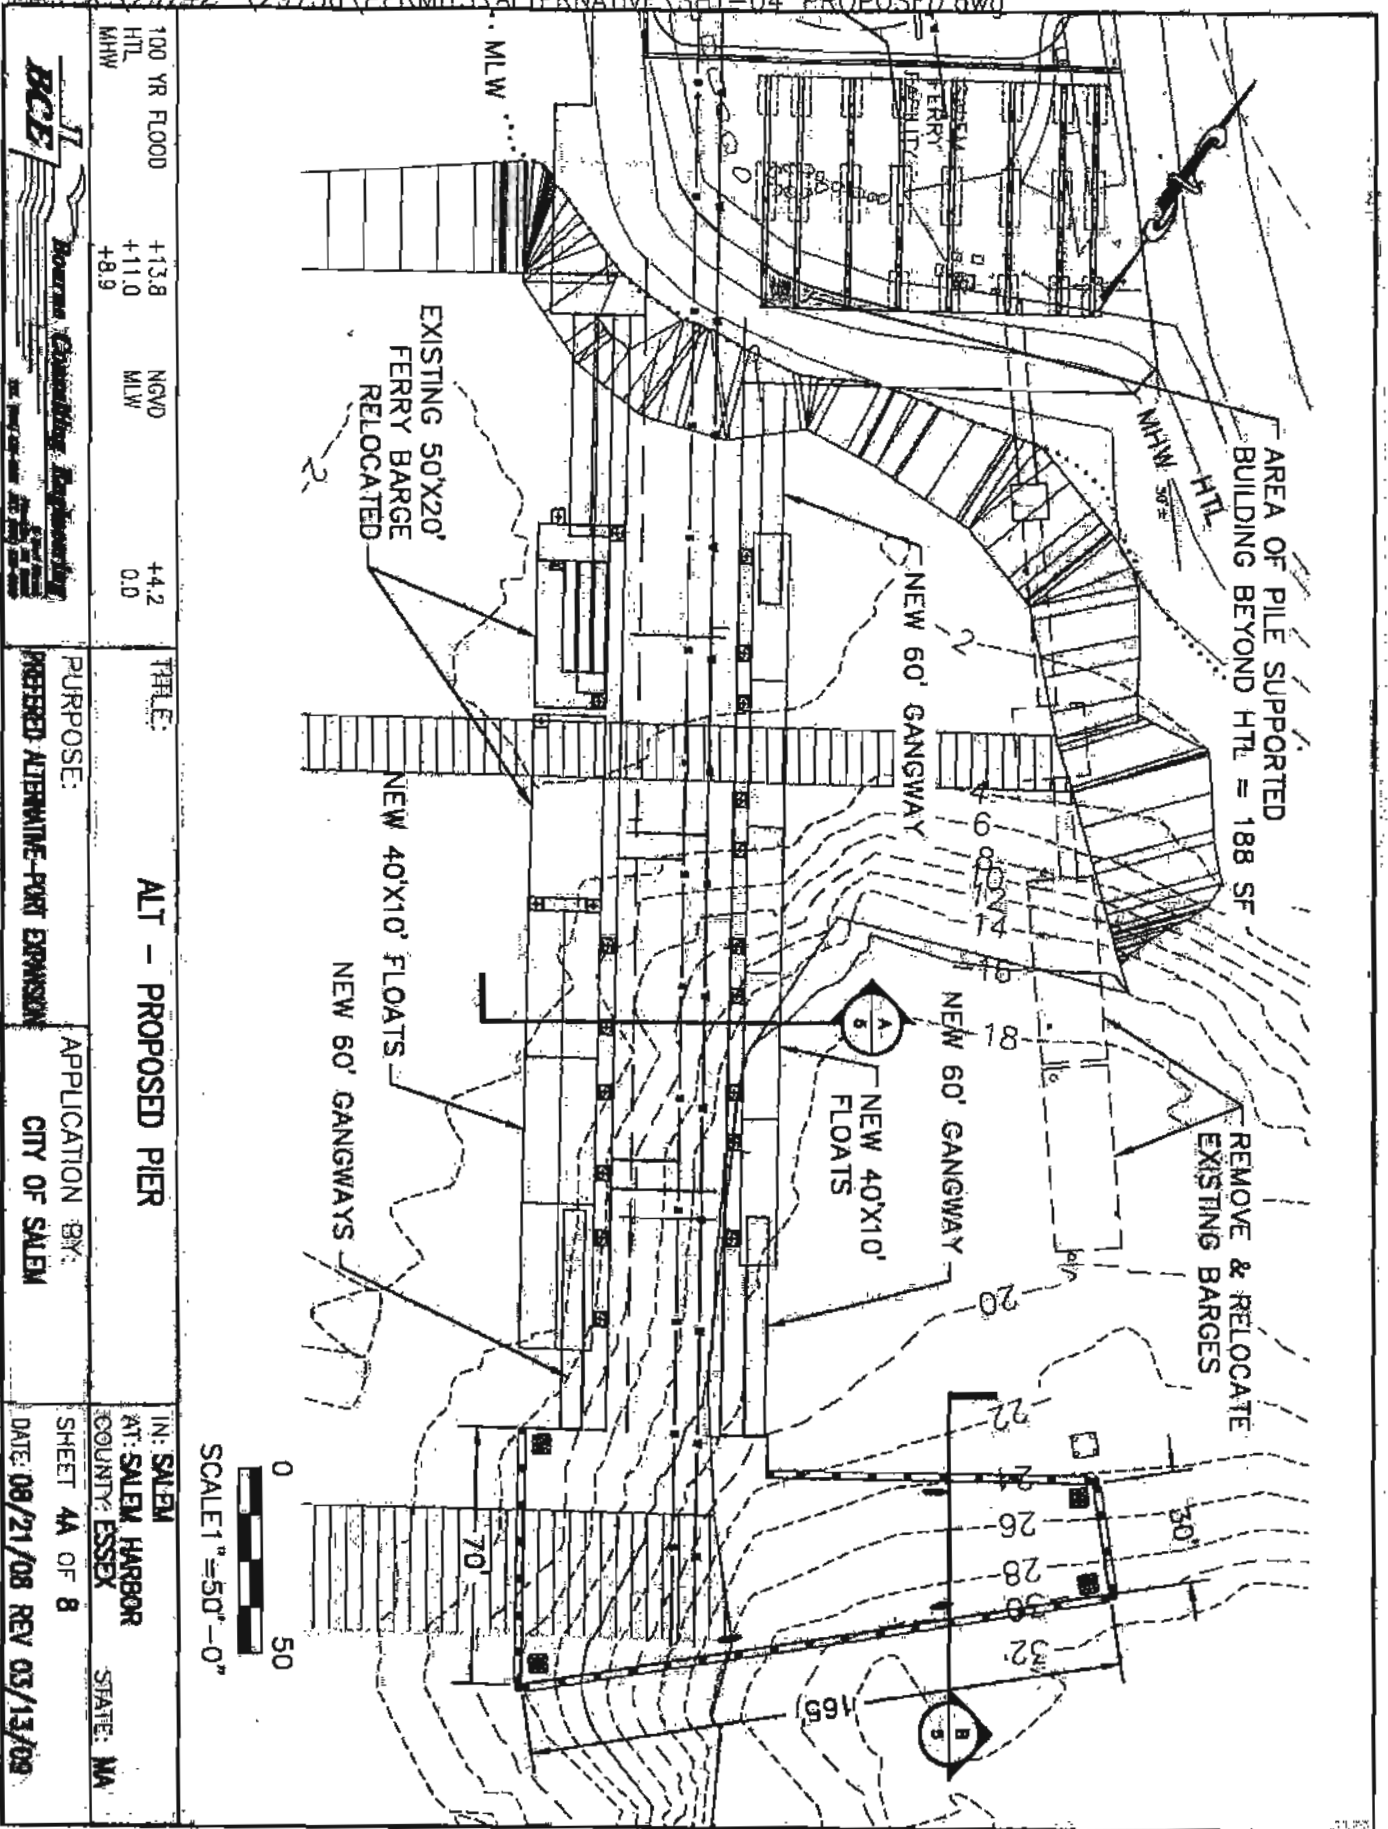 AREA OF PILE SUPPORTED
BUILDING BEYOND HTL = 188 SF
REMOVE & RELOCATE
EXISTING BARGES
HTL
MHW
MLW
FERRY
NEW 60' GANGWAY
NEW 60' GANGWAY
NEW 40'X10'
FLOATS
EXISTING 50'X20'
FERRY BARGE
RELOCATED
NEW 40'X10' FLOATS
NEW 60' GANGWAYS
2
2
4
6
8
10
12
14
16
18
20
22
24
26
28
30
32
30'
165'
70'
A
5
B
5
0 50
SCALE 1"=50'-0"
100 YR FLOOD +13.8 NGVD +4.2
HTL +11.0 MLW 0.0
MHW +8.9
BCE
Bourne Consulting Engineering
TITLE:
ALT - PROPOSED PIER
PURPOSE:
PREFERED ALTERNATIVE-PORT EXPANSION
APPLICATION BY:
CITY OF SALEM
IN: SALEM
AT: SALEM HARBOR
COUNTY: ESSEX STATE: MA
SHEET 4A OF 8
DATE: 08/21/08 REV 03/13/09